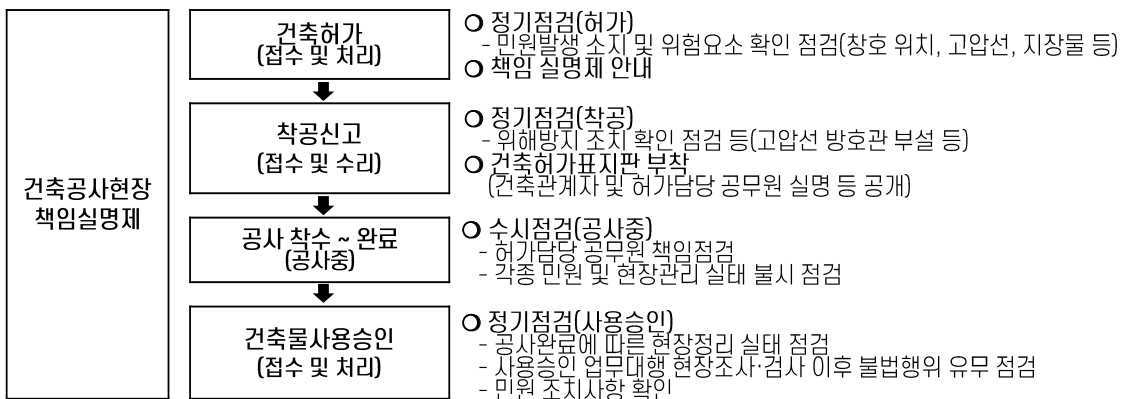 건축공사현장
책임실명제
건축허가
(접수 및 처리)
❍ 정기점검(허가)
- 민원발생 소지 및 위험요소 확인 점검(창호 위치, 고압선, 지장물 등)
❍ 책임 실명제 안내
착공신고
(접수 및 수리)
❍ 정기점검(착공)
- 위해방지 조치 확인 점검 등(고압선 방호관 부설 등)
❍ 건축허가표지판 부착
(건축관계자 및 허가담당 공무원 실명 등 공개)
공사 착수 ~ 완료
(공사중)
❍ 수시점검(공사중)
- 허가담당 공무원 책임점검
- 각종 민원 및 현장관리 실태 불시 점검
건축물사용승인
(접수 및 처리)
❍ 정기점검(사용승인)
- 공사완료에 따른 현장정리 실태 점검
- 사용승인 업무대행 현장조사·검사 이후 불법행위 유무 점검
- 민원 조치사항 확인